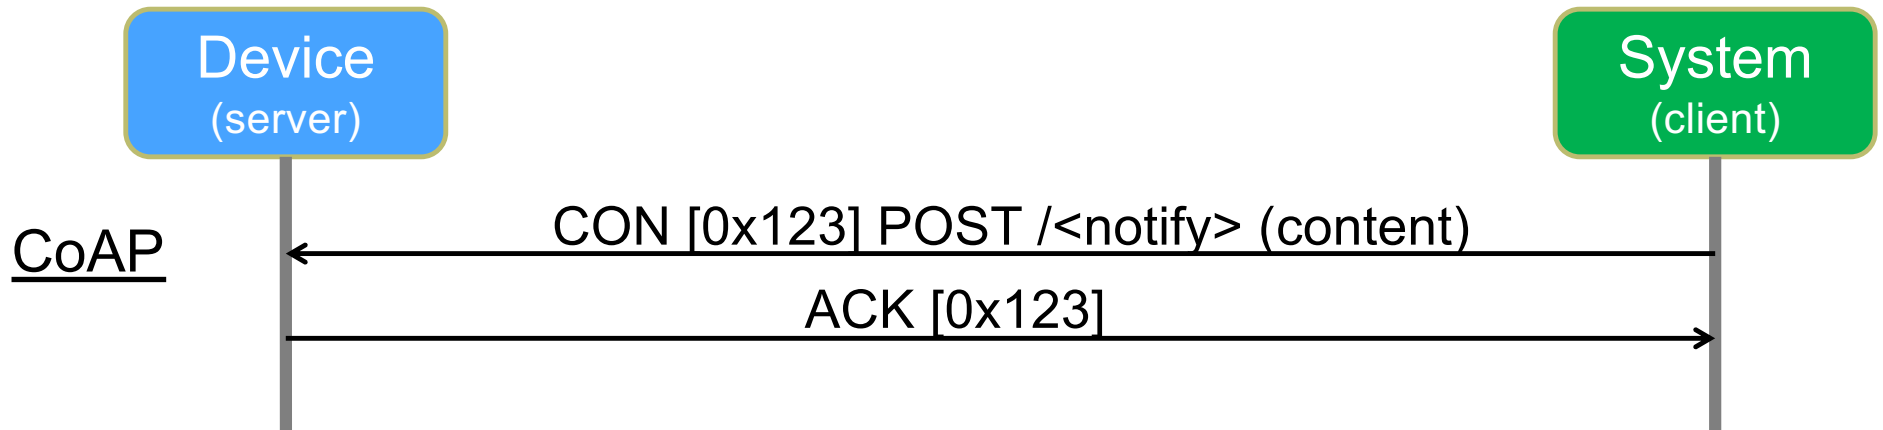 Device
(server)
System
(client)
CoAP
CON [0x123] POST /<notify> (content)
ACK [0x123]